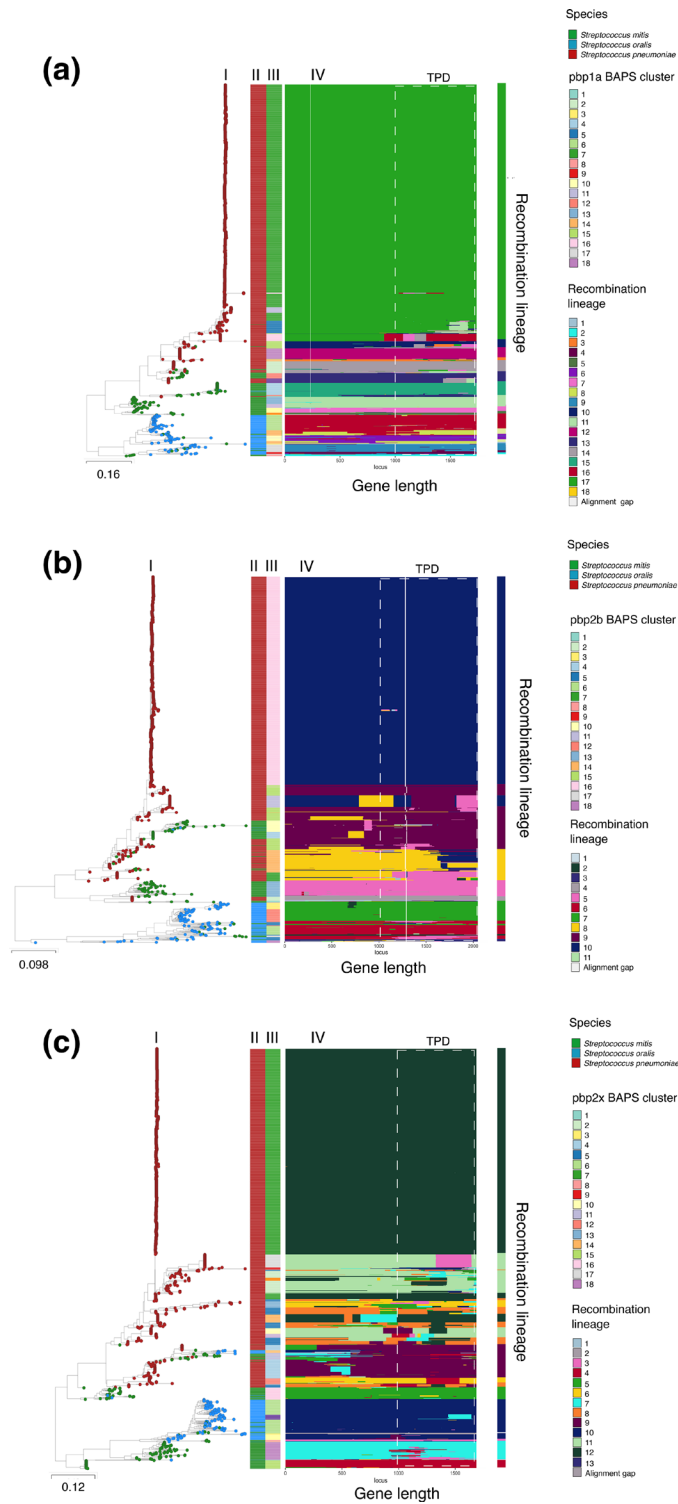 Species
Streptococcus mitis
Streptococcus oralis
Streptococcus pneumoniae
(a)
I II III IV TPD
pbp1a BAPS cluster
1
2
3
4
5
6
7
8
9
10
11
12
13
14
15
16
17
18
Recombination lineage
Recombination
lineage
1
2
3
4
5
6
7
8
9
10
11
12
13
14
15
16
17
18
Alignment gap
0.16
0 500 1000 1500
locus
Gene length
Species
Streptococcus mitis
Streptococcus oralis
Streptococcus pneumoniae
(b)
I II III IV TPD
pbp2b BAPS cluster
1
2
3
4
5
6
7
8
9
10
11
12
13
14
15
16
17
18
Recombination lineage
Recombination
lineage
1
2
3
4
5
6
7
8
9
10
11
Alignment gap
0.098
0 500 1000 1500 2000
locus
Gene length
Species
Streptococcus mitis
Streptococcus oralis
Streptococcus pneumoniae
(c)
I II III IV TPD
pbp2x BAPS cluster
1
2
3
4
5
6
7
8
9
10
11
12
13
14
15
16
17
18
Recombination lineage
Recombination
lineage
1
2
3
4
5
6
7
8
9
10
11
12
13
Alignment gap
0.12
0 500 1000 1500
locus
Gene length